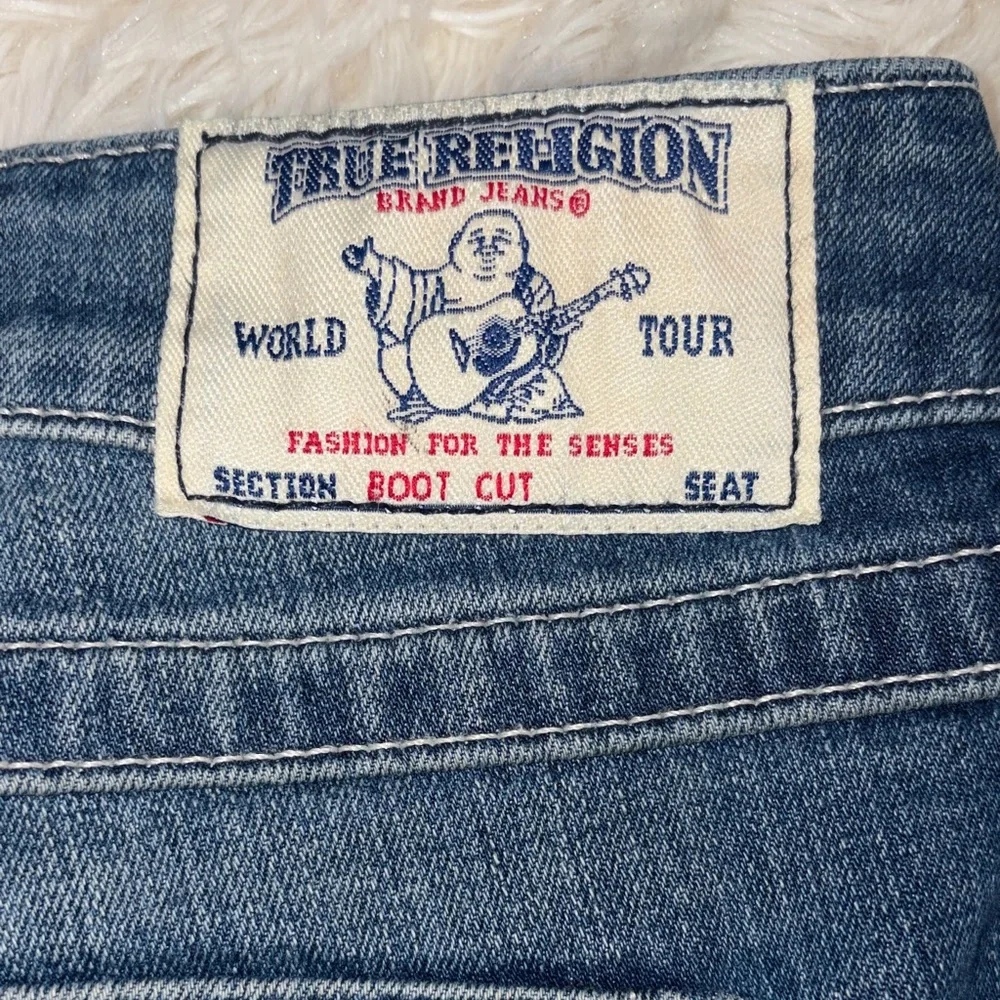 TRUE RELIGION
BRAND JEANS®
WORLD TOUR
FASHION FOR THE SENSES
SECTION BOOT CUT SEAT